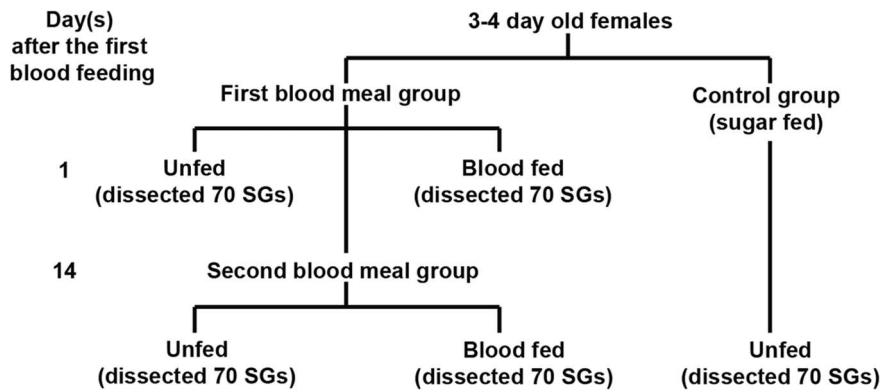 Day(s)
after the first
blood feeding
3-4 day old females
First blood meal group
Control group
(sugar fed)
1
Unfed
(dissected 70 SGs)
Blood fed
(dissected 70 SGs)
14
Second blood meal group
Unfed
(dissected 70 SGs)
Blood fed
(dissected 70 SGs)
Unfed
(dissected 70 SGs)